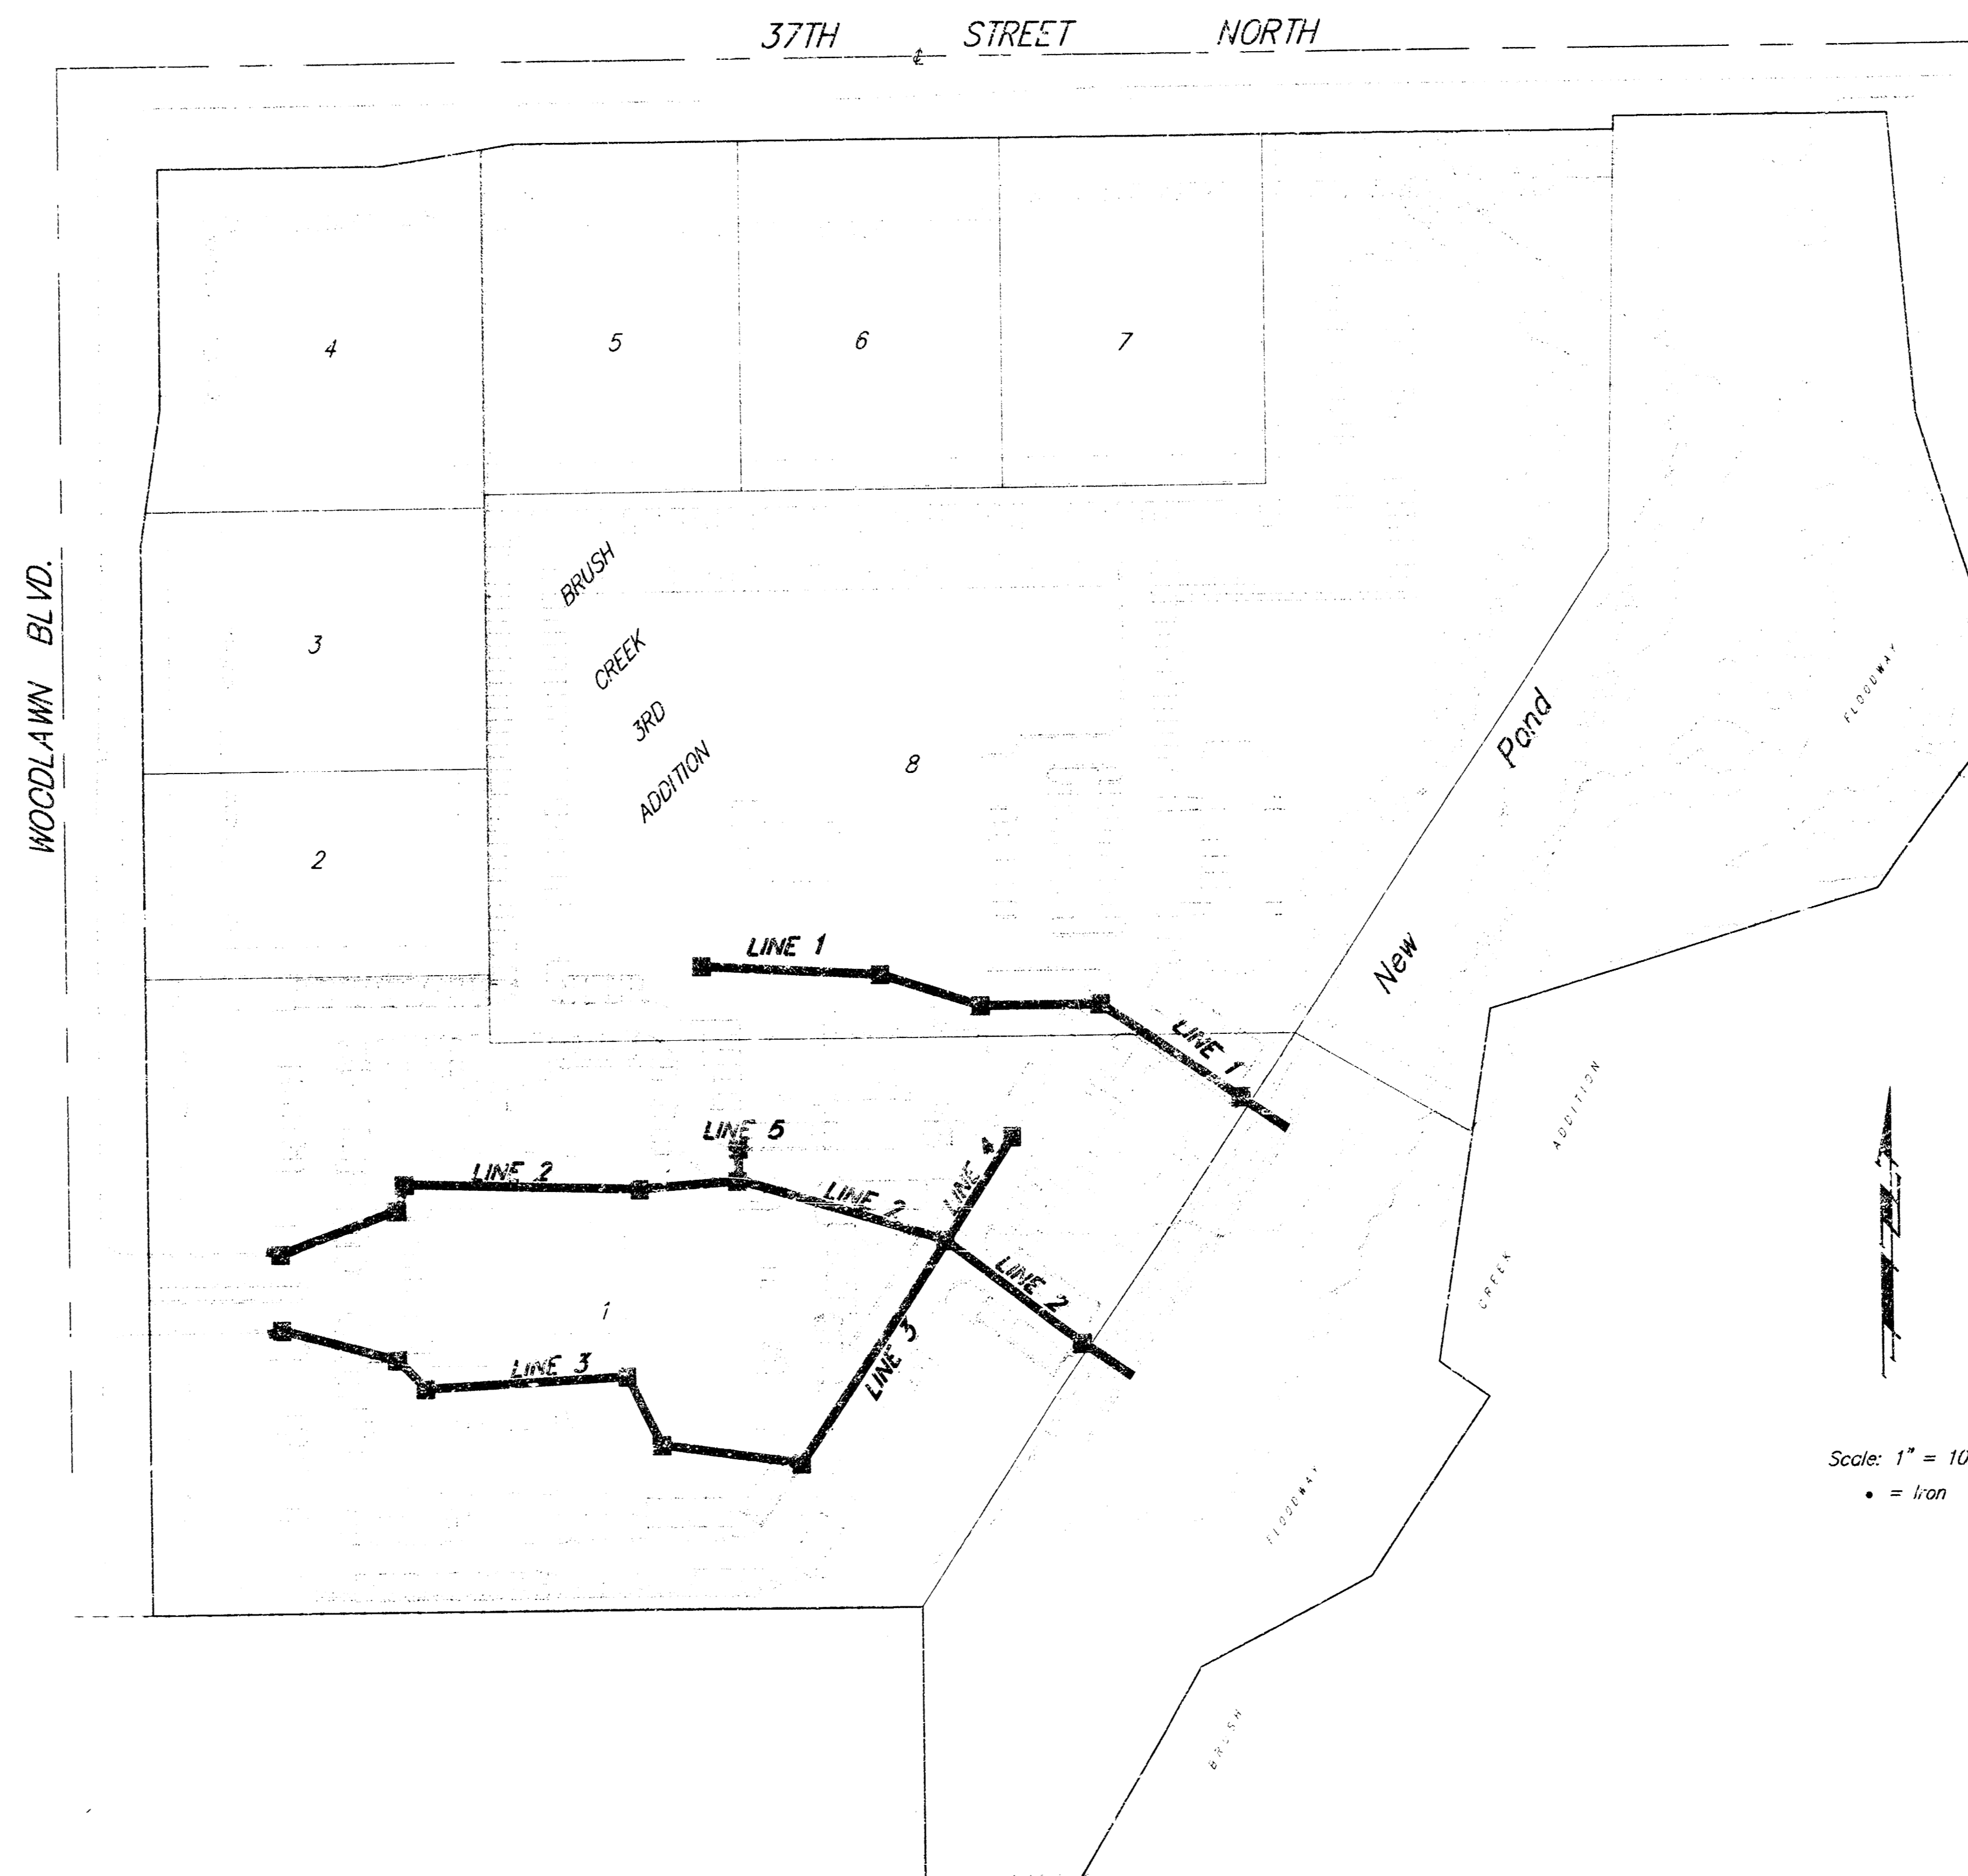 37TH STREET NORTH
WOODLAWN BLVD.
4
5
6
7
3
2
8
BRUSH
CREEK
3RD
ADDITION
New Pond
FLOODWAY
LINE 1
LINE 1
LINE 5
LINE 4
LINE 2
LINE 2
LINE 2
1
LINE 3
LINE 3
ADDITION
CREEK
FLOODWAY
BRUSH
Scale: 1" = 10
• = Iron